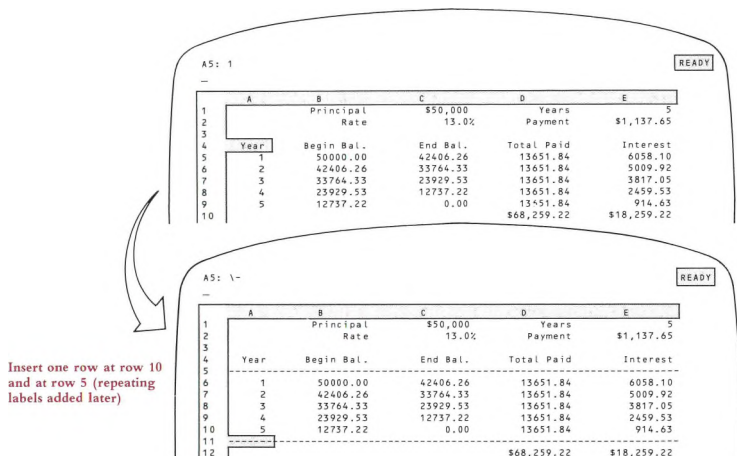 A5: 1 READY
A B C D E
1 Principal $50,000 Years 5
2 Rate 13.0% Payment $1,137.65
3
4 Year Begin Bal. End Bal. Total Paid Interest
5 1 50000.00 42406.26 13651.84 6058.10
6 2 42406.26 33764.33 13651.84 5009.92
7 3 33764.33 23929.53 13651.84 3817.05
8 4 23929.53 12737.22 13651.84 2459.53
9 5 12737.22 0.00 13651.84 914.63
10 $68,259.22 $18,259.22
A5: \- READY
A B C D E
1 Principal $50,000 Years 5
2 Rate 13.0% Payment $1,137.65
3
4 Year Begin Bal. End Bal. Total Paid Interest
5 --------------------------------------------------------------
6 1 50000.00 42406.26 13651.84 6058.10
7 2 42406.26 33764.33 13651.84 5009.92
8 3 33764.33 23929.53 13651.84 3817.05
9 4 23929.53 12737.22 13651.84 2459.53
10 5 12737.22 0.00 13651.84 914.63
11 --------------------------------------------------------------
12 $68,259.22 $18,259.22
Insert one row at row 10
and at row 5 (repeating
labels added later)